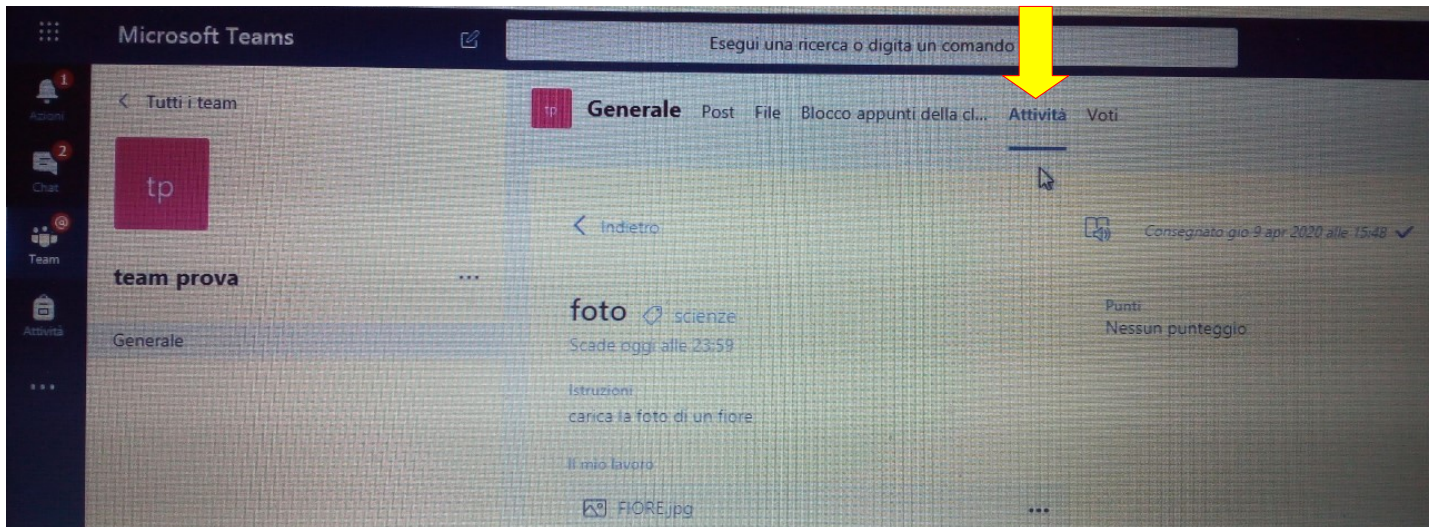 Microsoft Teams
Esegui una ricerca o digita un comando
1
Azioni
2
Chat
@
Team
Attività
Tutti i team
tp
team prova
Generale
tp Generale Post File Blocco appunti della cl... Attività Voti
Indietro
Consegnato gio 9 apr 2020 alle 15:48
foto scienze
Scade oggi alle 23:59
Punti
Nessun punteggio
Istruzioni
carica la foto di un fiore
Il mio lavoro
FIORE.jpg